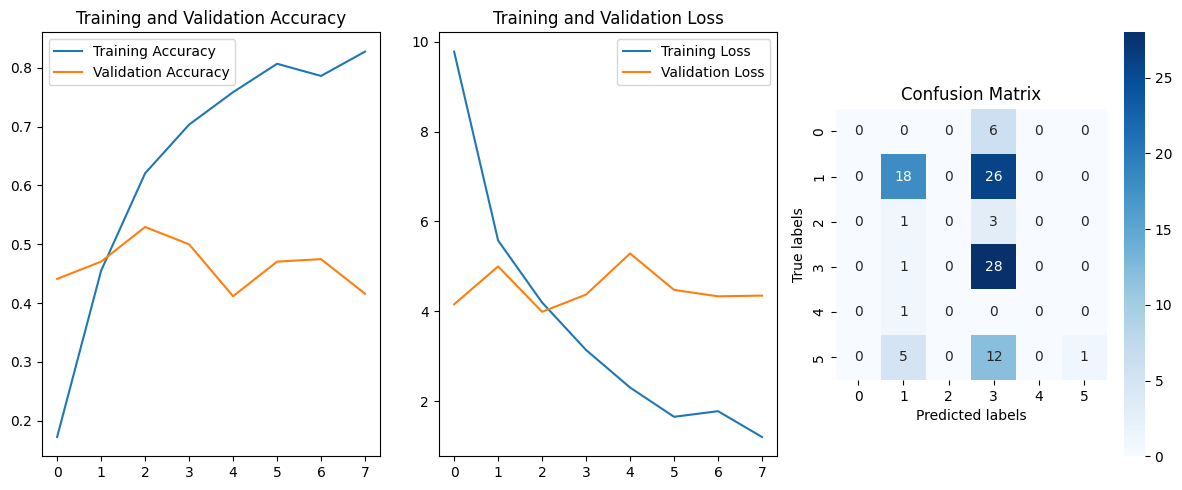 Training and Validation Accuracy
Training Accuracy
Validation Accuracy
0.8
0.7
0.6
0.5
0.4
0.3
0.2
0 1 2 3 4 5 6 7
Training and Validation Loss
Training Loss
Validation Loss
10
8
6
4
2
0 1 2 3 4 5 6 7
Confusion Matrix
True labels
0 0 0 0 6 0 0
1 0 18 0 26 0 0
2 0 1 0 3 0 0
3 0 1 0 28 0 0
4 0 1 0 0 0 0
5 0 5 0 12 0 1
0 1 2 3 4 5
Predicted labels
25
20
15
10
5
0